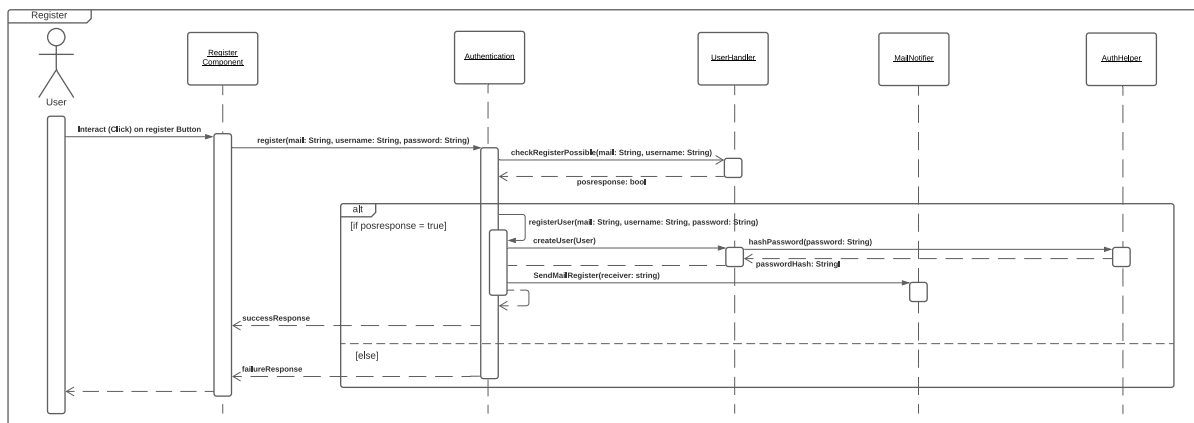 Register
User
Register
Component
Authentication
UserHandler
MailNotifier
AuthHelper
Interact (Click) on register Button
register(mail: String, username: String, password: String)
checkRegisterPossible(mail: String, username: String)
posresponse: bool
alt
[if posresponse = true]
registerUser(mail: String, username: String, password: String)
createUser(User)
hashPassword(password: String)
passwordHash: Stringl
SendMailRegister(receiver: string)
successResponse
[else]
failureResponse